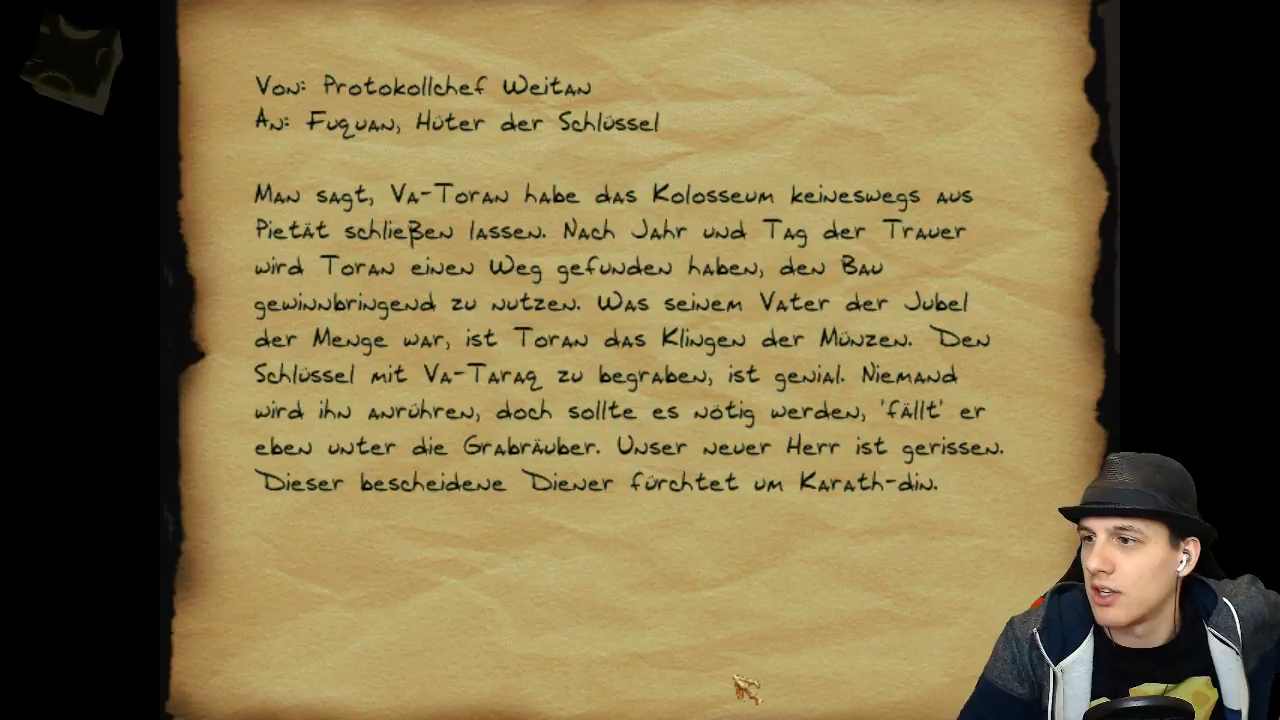 Von: Protokollchef Weitan
An: Fuquan, Hüter der Schlüssel
Man sagt, Va-Toran habe das Kolosseum keineswegs aus
Pietät schließen lassen. Nach Jahr und Tag der Trauer
wird Toran einen Weg gefunden haben, den Bau
gewinnbringend zu nutzen. Was seinem Vater der Jubel
der Menge war, ist Toran das Klingen der Münzen. Den
Schlüssel mit Va-Taraq zu begraben, ist genial. Niemand
wird ihn anrühren, doch sollte es nötig werden, 'fällt' er
eben unter die Grabräuber. Unser neuer Herr ist gerissen.
Dieser bescheidene Diener fürchtet um Karath-din.